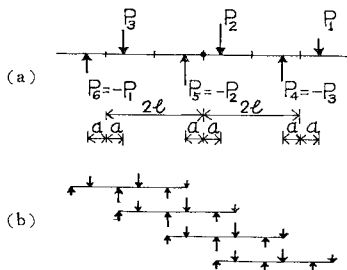 P₃ P₂ P₁
(a)
P₆=-P₁ P₅=-P₂ P₄=-P₃
2ℓ 2ℓ
a a a a a a
(b)